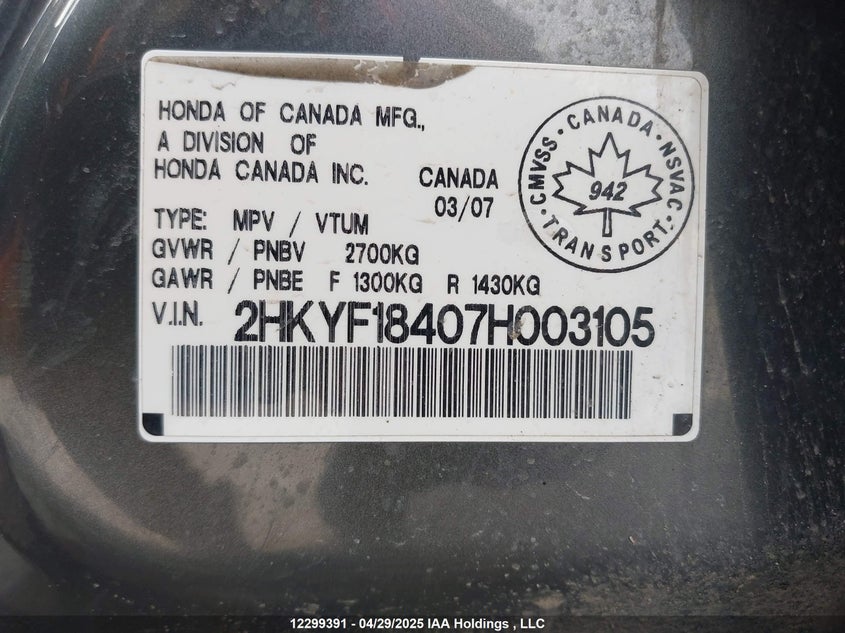 HONDA OF CANADA MFG.,
A DIVISION OF
HONDA CANADA INC.
CANADA
03/07
TYPE: MPV / VTUM
GVWR / PNBV 2700KG
GAWR / PNBE F 1300KG R 1430KG
V.I.N. 2HKYF18407H003105
CMVSS · CANADA · NSVAC · TRANSPORT ·
942
12299391 - 04/29/2025 IAA Holdings , LLC